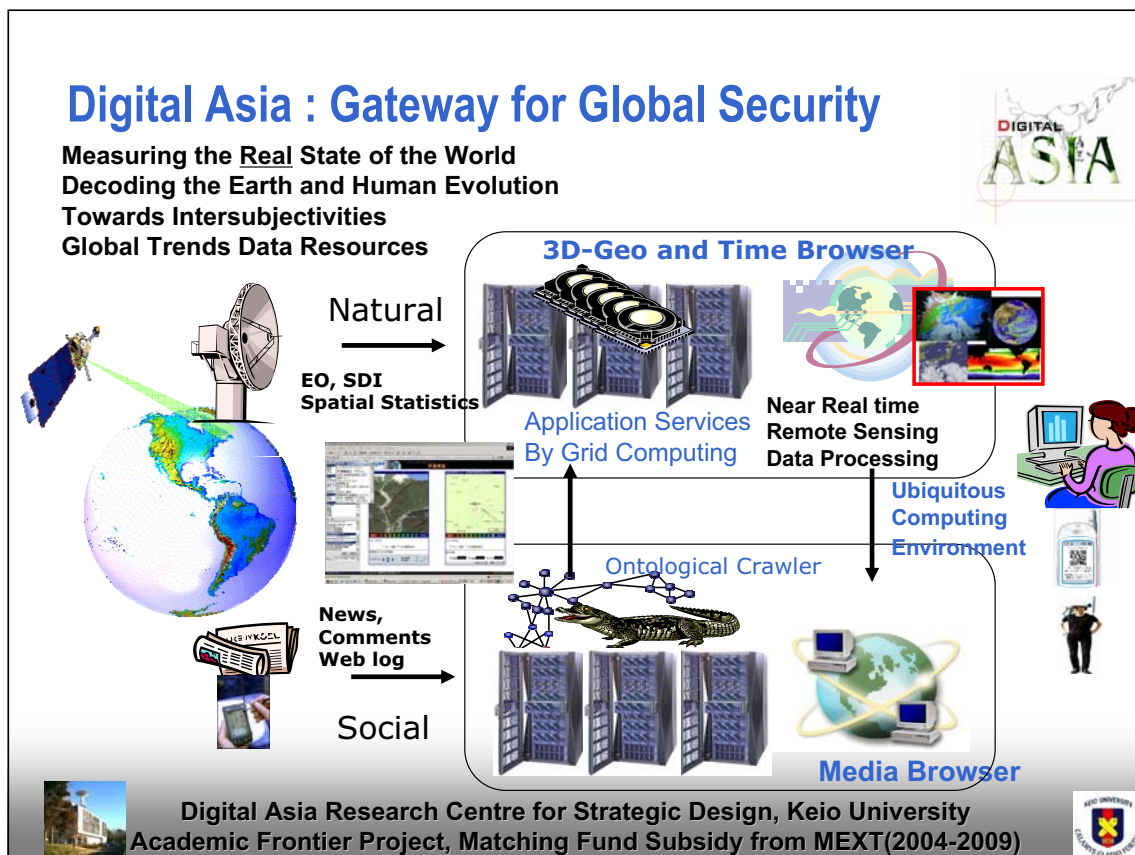 Digital Asia : Gateway for Global Security
DIGITAL
ASIA
Measuring the Real State of the World
Decoding the Earth and Human Evolution
Towards Intersubjectivities
Global Trends Data Resources
3D-Geo and Time Browser
Natural
EO, SDI
Spatial Statistics
Application Services
By Grid Computing
Near Real time
Remote Sensing
Data Processing
Ubiquitous
Computing
Environment
Ontological Crawler
News,
Comments
Web log
Social
Media Browser
Digital Asia Research Centre for Strategic Design, Keio University
Academic Frontier Project, Matching Fund Subsidy from MEXT(2004-2009)
KEIO UNIVERSITY